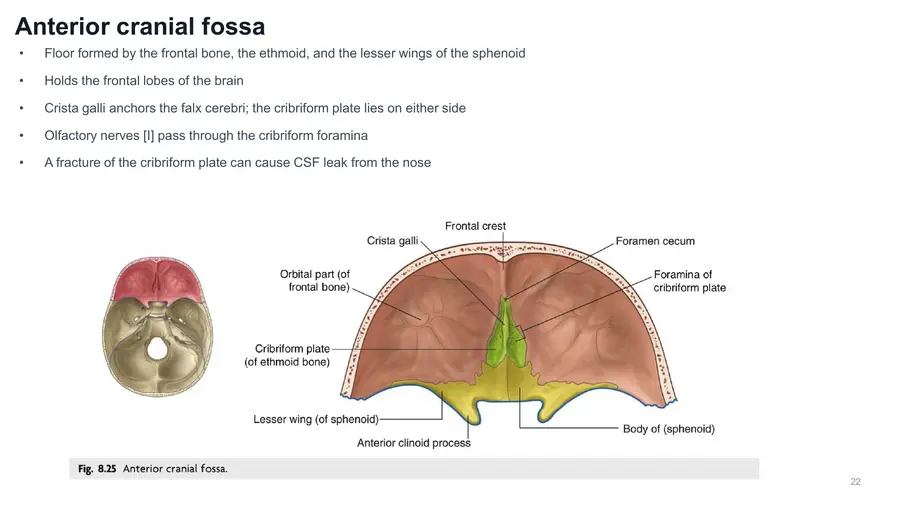 Anterior cranial fossa
• Floor formed by the frontal bone, the ethmoid, and the lesser wings of the sphenoid
• Holds the frontal lobes of the brain
• Crista galli anchors the falx cerebri; the cribriform plate lies on either side
• Olfactory nerves [I] pass through the cribriform foramina
• A fracture of the cribriform plate can cause CSF leak from the nose
Frontal crest
Crista galli
Foramen cecum
Orbital part (of
frontal bone)
Foramina of
cribriform plate
Cribriform plate
(of ethmoid bone)
Lesser wing (of sphenoid)
Body of (sphenoid)
Anterior clinoid process
Fig. 8.25 Anterior cranial fossa.
22